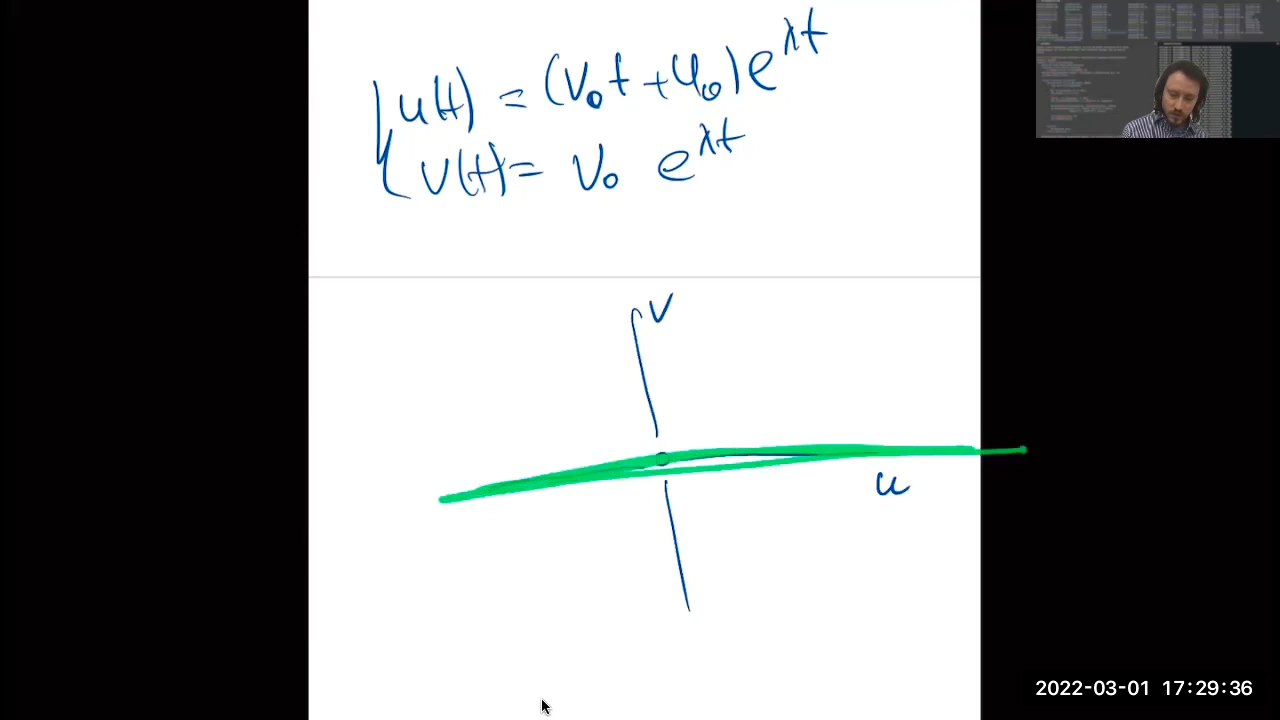 u(t) = (v₀t + u₀)e^{λt}
v(t) = v₀ e^{λt}
v
u
2022-03-01 17:29:36